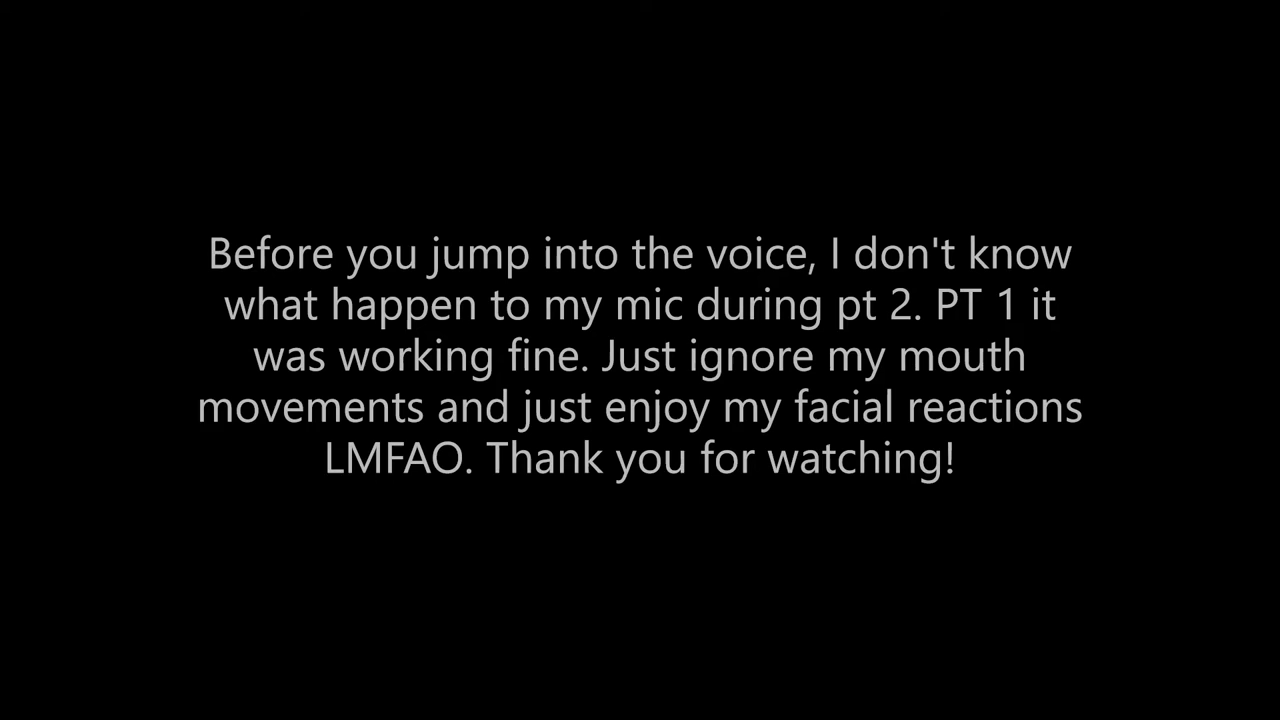 Before you jump into the voice, I don't know
what happen to my mic during pt 2. PT 1 it
was working fine. Just ignore my mouth
movements and just enjoy my facial reactions
LMFAO. Thank you for watching!